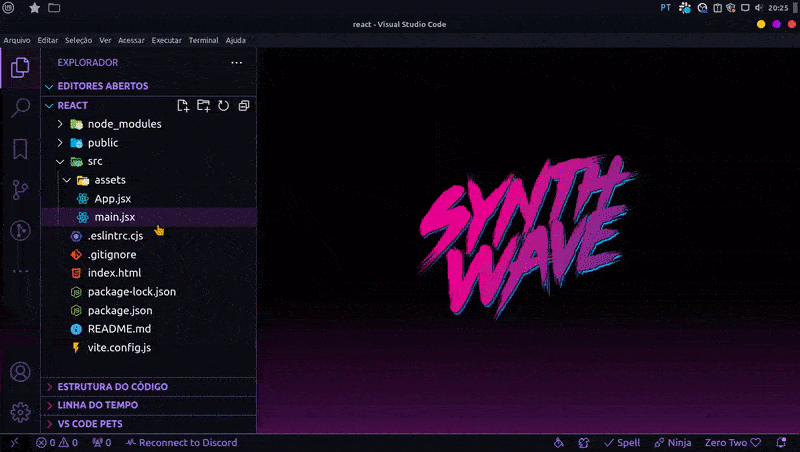 PT
20:25
react - Visual Studio Code
Arquivo Editar Seleção Ver Acessar Executar Terminal Ajuda
EXPLORADOR
EDITORES ABERTOS
REACT
node_modules
public
src
assets
App.jsx
main.jsx
.eslintrc.cjs
.gitignore
index.html
package-lock.json
package.json
README.md
vite.config.js
ESTRUTURA DO CÓDIGO
LINHA DO TEMPO
VS CODE PETS
SYNTH
WAVE
0 0 0 Reconnect to Discord Spell Ninja Zero Two